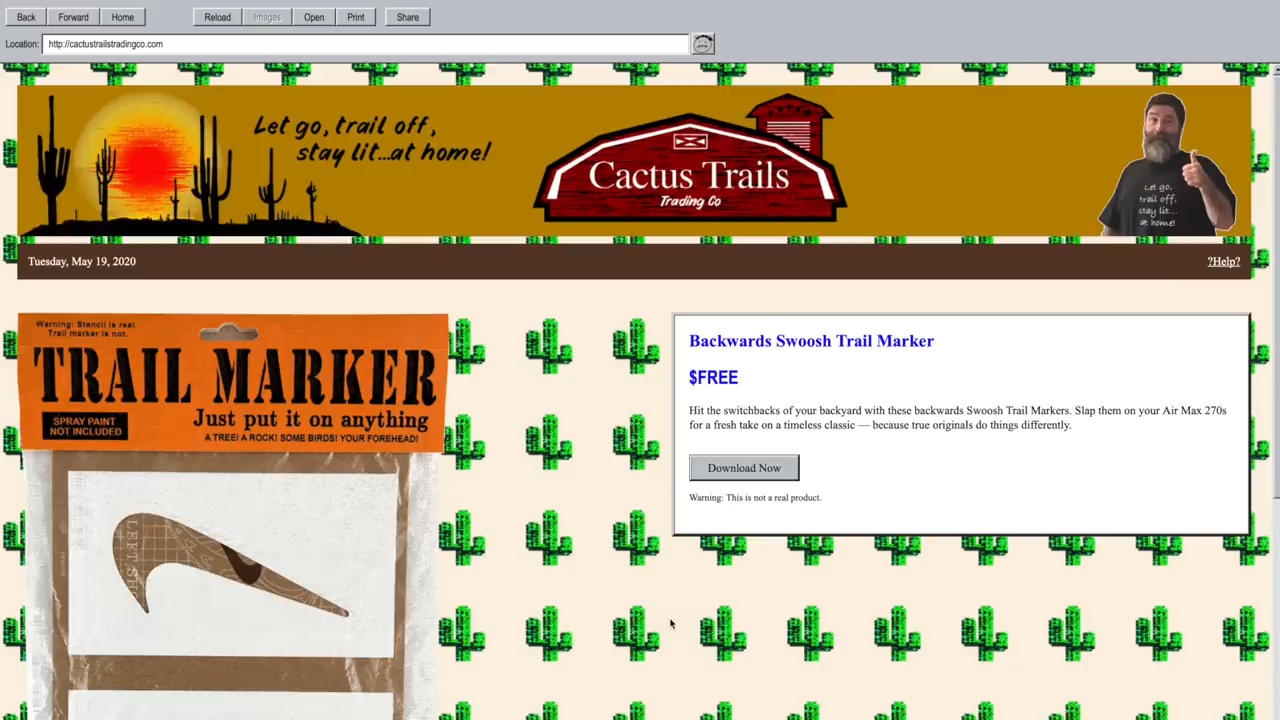 Back Forward Home Reload Images Open Print Share
Location: http://cactustrailstradingco.com
Let go, trail off,
stay lit...at home!
Cactus Trails
Trading Co
Let go,
trail off,
stay lit...
at home!
Tuesday, May 19, 2020
?Help?
Warning: Stencil is real.
Trail marker is not.
TRAIL MARKER
SPRAY PAINT
NOT INCLUDED
Just put it on anything
A TREE! A ROCK! SOME BIRDS! YOUR FOREHEAD!
Backwards Swoosh Trail Marker
$FREE
Hit the switchbacks of your backyard with these backwards Swoosh Trail Markers. Slap them on your Air Max 270s
for a fresh take on a timeless classic — because true originals do things differently.
Download Now
Warning: This is not a real product.